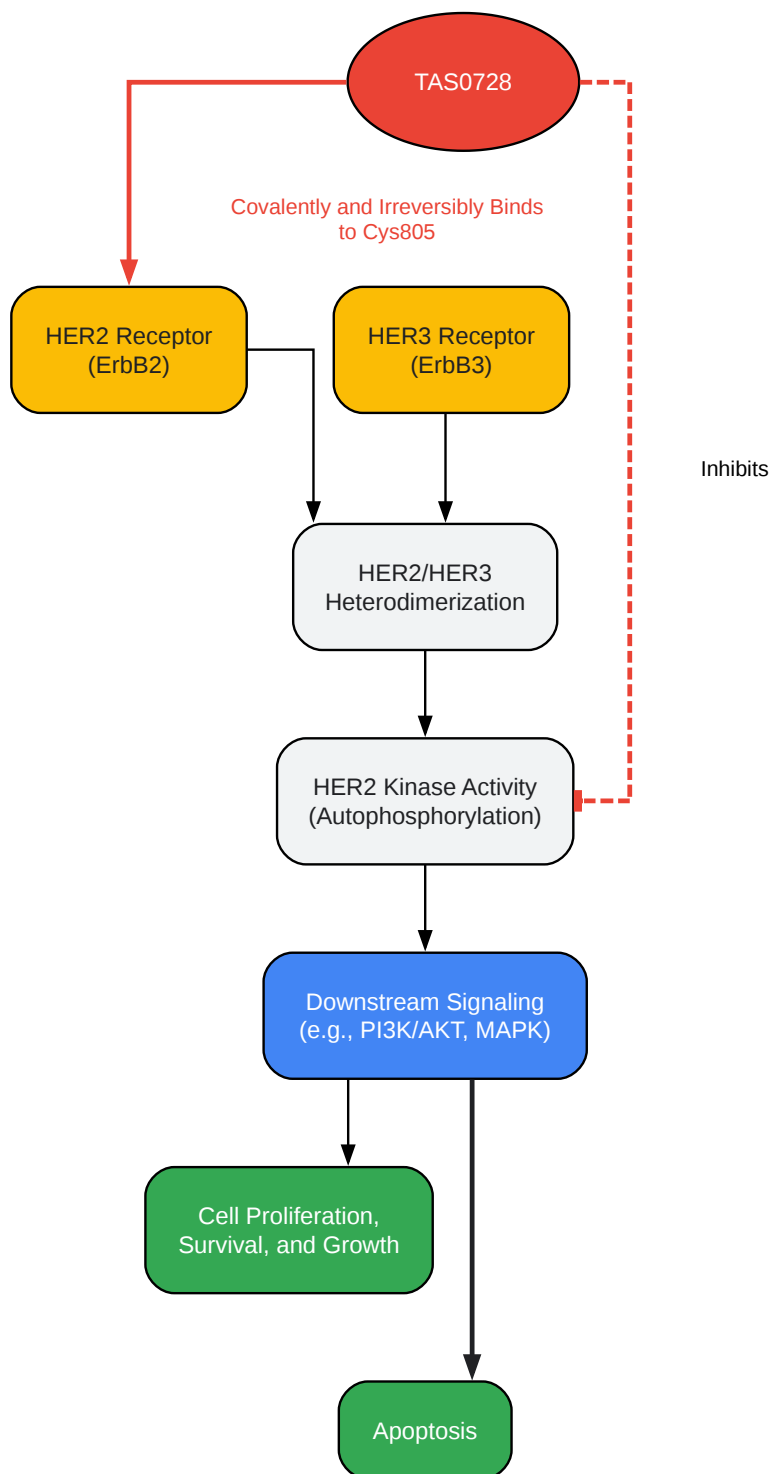 TAS0728
Covalently and Irreversibly Binds
to Cys805
HER2 Receptor
(ErbB2)
HER3 Receptor
(ErbB3)
Inhibits
HER2/HER3
Heterodimerization
HER2 Kinase Activity
(Autophosphorylation)
Downstream Signaling
(e.g., PI3K/AKT, MAPK)
Cell Proliferation,
Survival, and Growth
Apoptosis